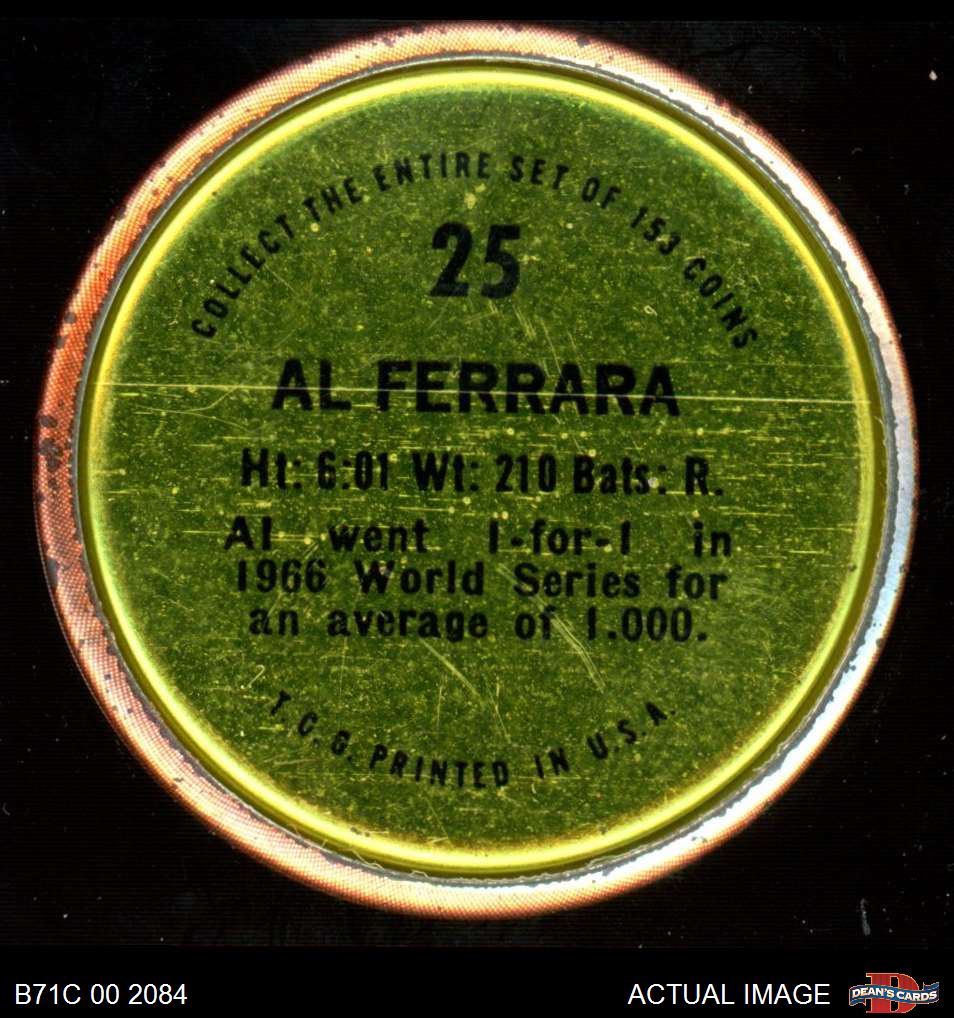 COLLECT THE ENTIRE SET OF 153 COINS
25
AL FERRARA
Ht: 6:01 Wt: 210 Bats: R.
Al went 1-for-1 in
1966 World Series for
an average of 1.000.
T.C.G. PRINTED IN U.S.A.
B71C 00 2084
ACTUAL IMAGE
D
DEAN'S CARDS